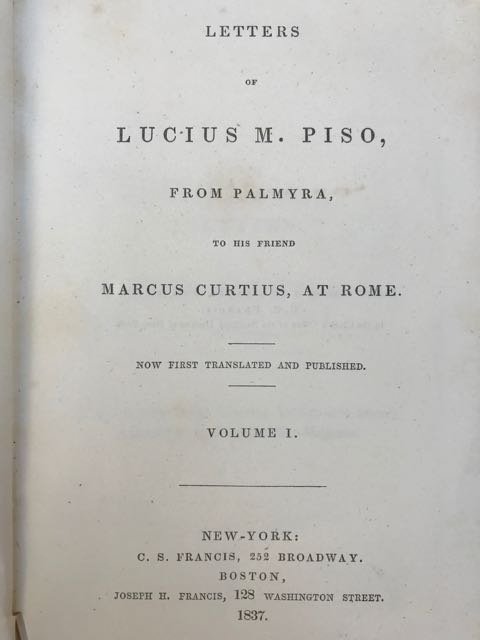 LETTERS
OF
LUCIUS M. PISO,
FROM PALMYRA,
TO HIS FRIEND
MARCUS CURTIUS, AT ROME.
NOW FIRST TRANSLATED AND PUBLISHED.
VOLUME I.
NEW-YORK:
C. S. FRANCIS, 252 BROADWAY.
BOSTON,
JOSEPH H. FRANCIS, 128 WASHINGTON STREET.
1837.